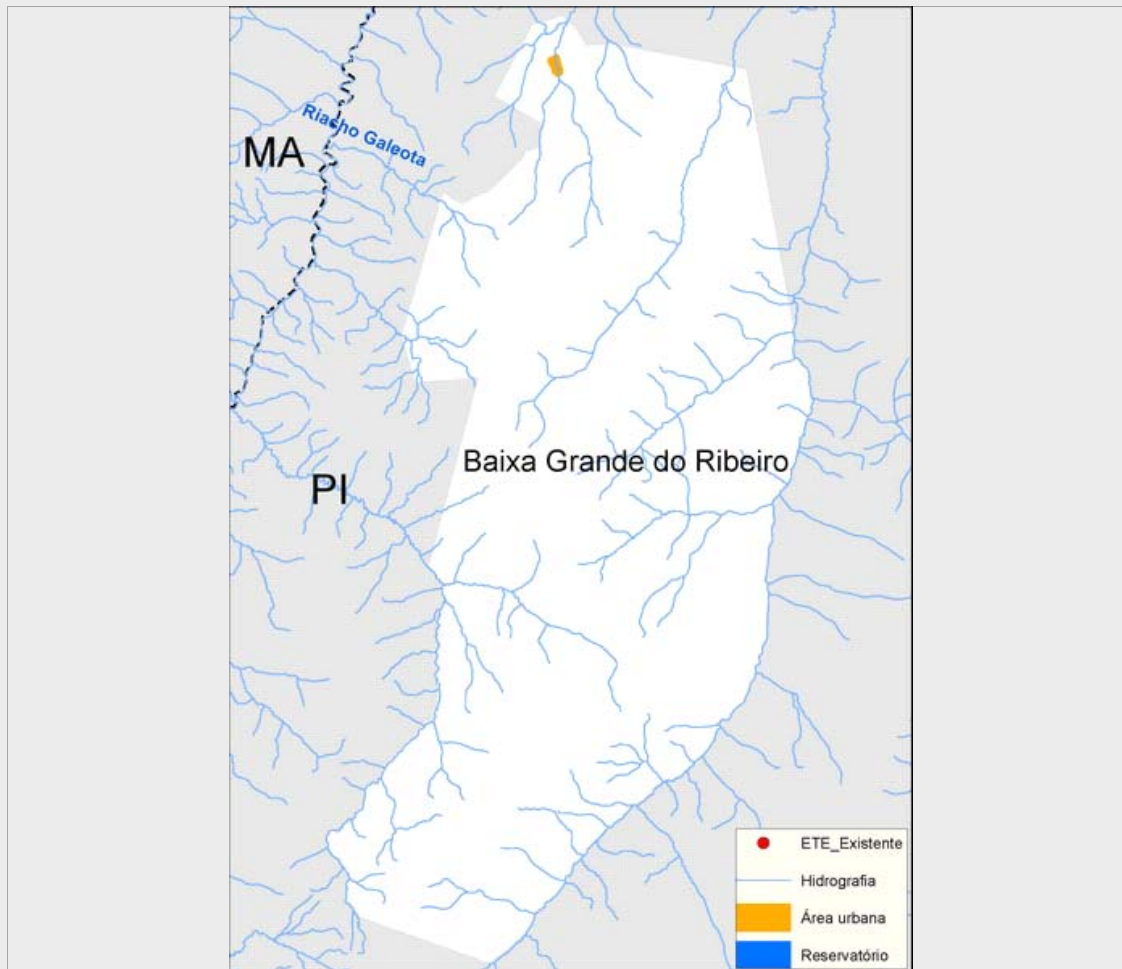 Riacho Galeota
MA
Baixa Grande do Ribeiro
PI
ETE_Existente
Hidrografia
Área urbana
Reservatório